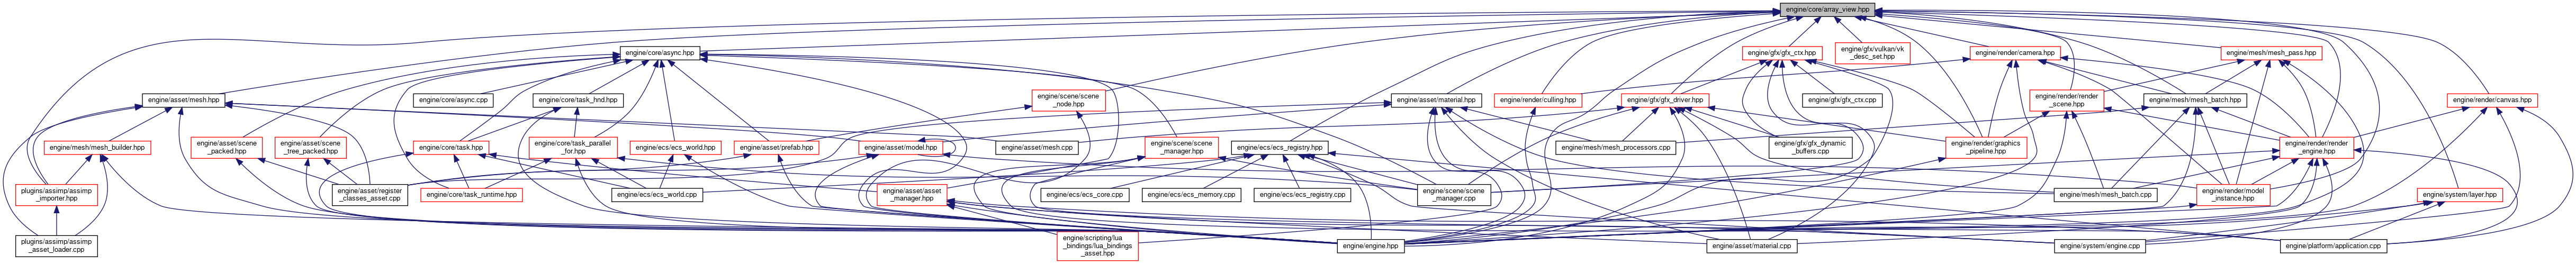 engine/core/array_view.hpp
engine/core/async.hpp
engine/gfx/gfx_ctx.hpp
engine/gfx/vulkan/vk
_desc_set.hpp
engine/render/camera.hpp
engine/mesh/mesh_pass.hpp
engine/asset/mesh.hpp
engine/core/async.cpp
engine/core/task_hnd.hpp
engine/scene/scene
_node.hpp
engine/asset/material.hpp
engine/render/culling.hpp
engine/gfx/gfx_driver.hpp
engine/gfx/gfx_ctx.cpp
engine/render/render
_scene.hpp
engine/mesh/mesh_batch.hpp
engine/render/canvas.hpp
engine/mesh/mesh_builder.hpp
engine/asset/scene
_packed.hpp
engine/asset/scene
_tree_packed.hpp
engine/core/task.hpp
engine/core/task_parallel
_for.hpp
engine/ecs/ecs_world.hpp
engine/asset/prefab.hpp
engine/asset/model.hpp
engine/asset/mesh.cpp
engine/scene/scene
_manager.hpp
engine/ecs/ecs_registry.hpp
engine/mesh/mesh_processors.cpp
engine/gfx/gfx_dynamic
_buffers.cpp
engine/render/graphics
_pipeline.hpp
engine/render/render
_engine.hpp
plugins/assimp/assimp
_importer.hpp
engine/asset/register
_classes_asset.cpp
engine/core/task_runtime.hpp
engine/ecs/ecs_world.cpp
engine/asset/asset
_manager.hpp
engine/ecs/ecs_core.cpp
engine/ecs/ecs_memory.cpp
engine/ecs/ecs_registry.cpp
engine/scene/scene
_manager.cpp
engine/mesh/mesh_batch.cpp
engine/render/model
_instance.hpp
engine/system/layer.hpp
plugins/assimp/assimp
_asset_loader.cpp
engine/scripting/lua
_bindings/lua_bindings
_asset.hpp
engine/engine.hpp
engine/asset/material.cpp
engine/system/engine.cpp
engine/platform/application.cpp